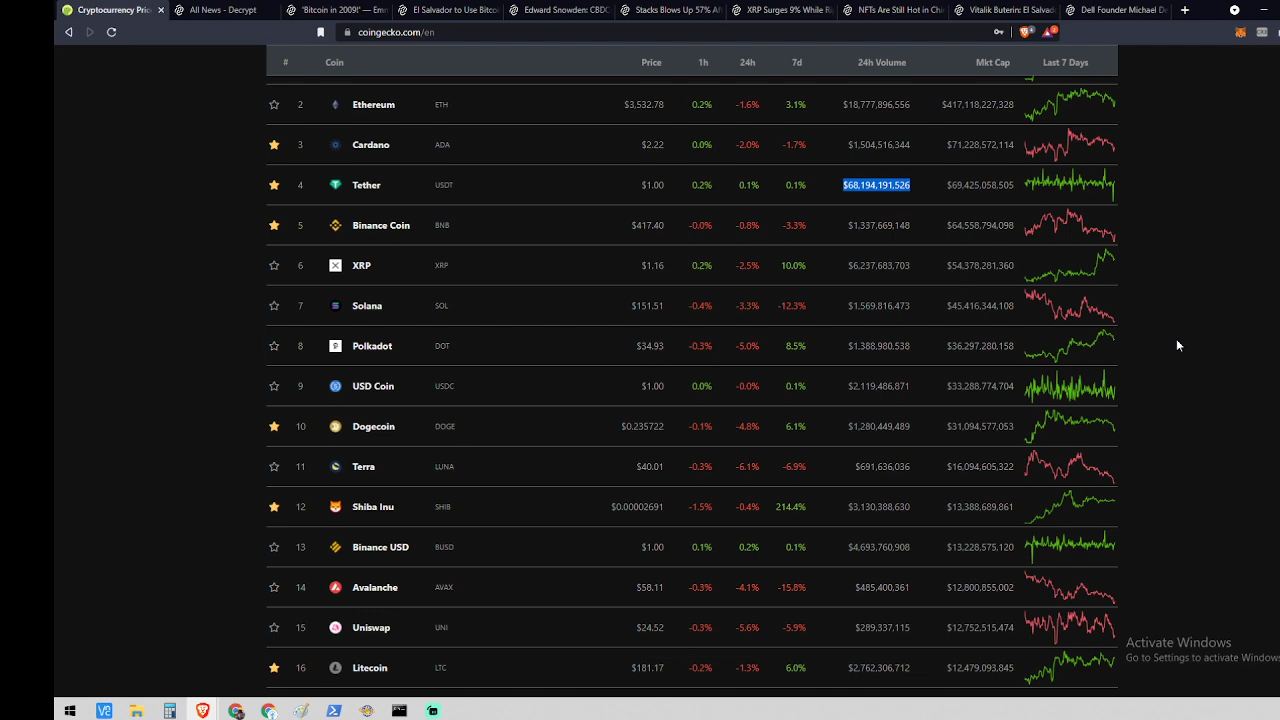 Cryptocurrency Pric
All News - Decrypt
'Bitcoin in 2009!' — Emr
El Salvador to Use Bitco
Edward Snowden: CBDC
Stacks Blows Up 57% Af
XRP Surges 9% While Ri
NFTs Are Still Hot in Chi
Vitalik Buterin: El Salvad
Dell Founder Michael De
coingecko.com/en
# Coin Price 1h 24h 7d 24h Volume Mkt Cap Last 7 Days
2 Ethereum ETH $3,532.78 0.2% -1.6% 3.1% $18,777,896,556 $417,118,227,328
3 Cardano ADA $2.22 0.0% -2.0% -1.7% $1,504,516,344 $71,228,572,114
4 Tether USDT $1.00 0.2% 0.1% 0.1% $68,194,191,526 $69,425,058,505
5 Binance Coin BNB $417.40 -0.0% -0.8% -3.3% $1,337,669,148 $64,558,794,098
6 XRP XRP $1.16 0.2% -2.5% 10.0% $6,237,683,703 $54,378,281,360
7 Solana SOL $151.51 -0.4% -3.3% -12.3% $1,569,816,473 $45,416,344,108
8 Polkadot DOT $34.93 -0.3% -5.0% 8.5% $1,388,980,538 $36,297,280,158
9 USD Coin USDC $1.00 0.0% -0.0% 0.1% $2,119,486,871 $33,288,774,704
10 Dogecoin DOGE $0.235722 -0.1% -4.8% 6.1% $1,280,449,489 $31,094,577,053
11 Terra LUNA $40.01 -0.3% -6.1% -6.9% $691,636,036 $16,094,605,322
12 Shiba Inu SHIB $0.00002691 -1.5% -0.4% 214.4% $3,130,388,630 $13,388,689,861
13 Binance USD BUSD $1.00 0.1% 0.2% 0.1% $4,693,760,908 $13,228,575,120
14 Avalanche AVAX $58.11 -0.3% -4.1% -15.8% $485,400,361 $12,800,855,002
15 Uniswap UNI $24.52 -0.3% -5.6% -5.9% $289,337,115 $12,752,515,474
16 Litecoin LTC $181.17 -0.2% -1.3% 6.0% $2,762,306,712 $12,479,093,845
Activate Windows
Go to Settings to activate Windows